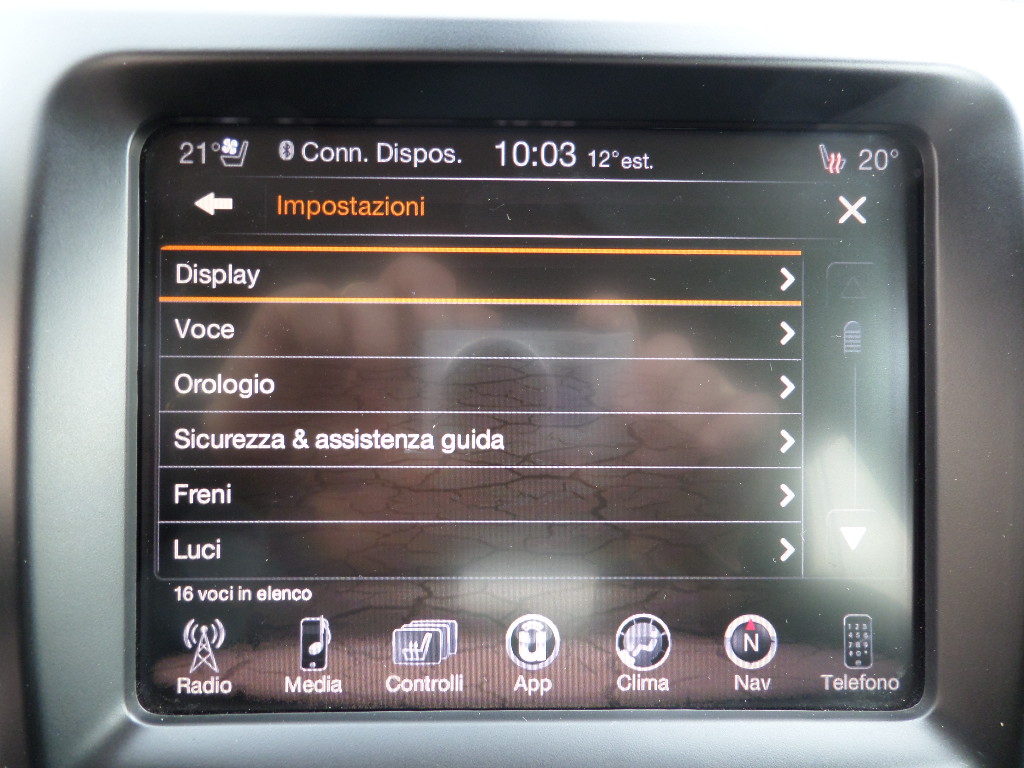 21° Conn. Dispos. 10:03 12°est. 20°
Impostazioni
Display
Voce
Orologio
Sicurezza & assistenza guida
Freni
Luci
16 voci in elenco
N
Radio Media Controlli App Clima Nav Telefono